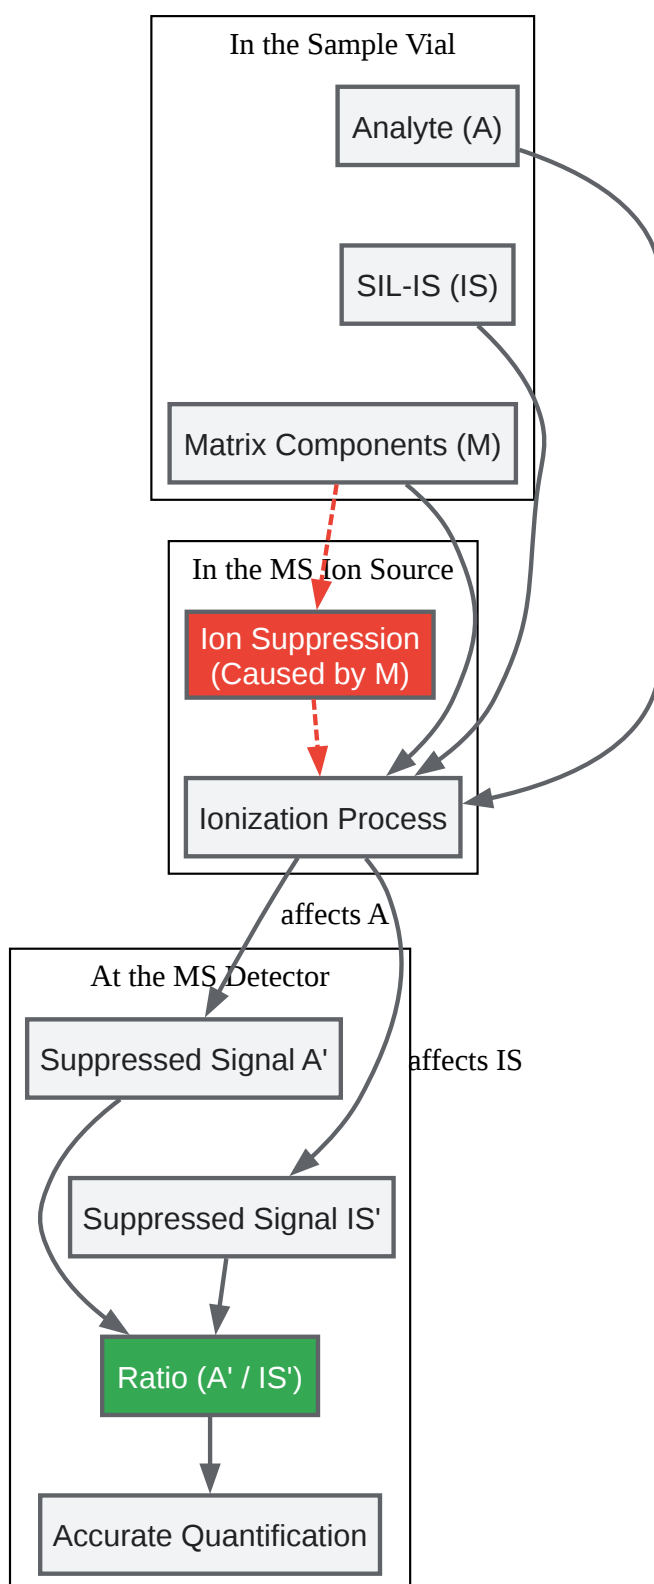 In the Sample Vial
Analyte (A)
SIL-IS (IS)
Matrix Components (M)
In the MS Ion Source
Ion Suppression
(Caused by M)
Ionization Process
affects A
At the MS Detector
Suppressed Signal A'
affects IS
Suppressed Signal IS'
Ratio (A' / IS')
Accurate Quantification